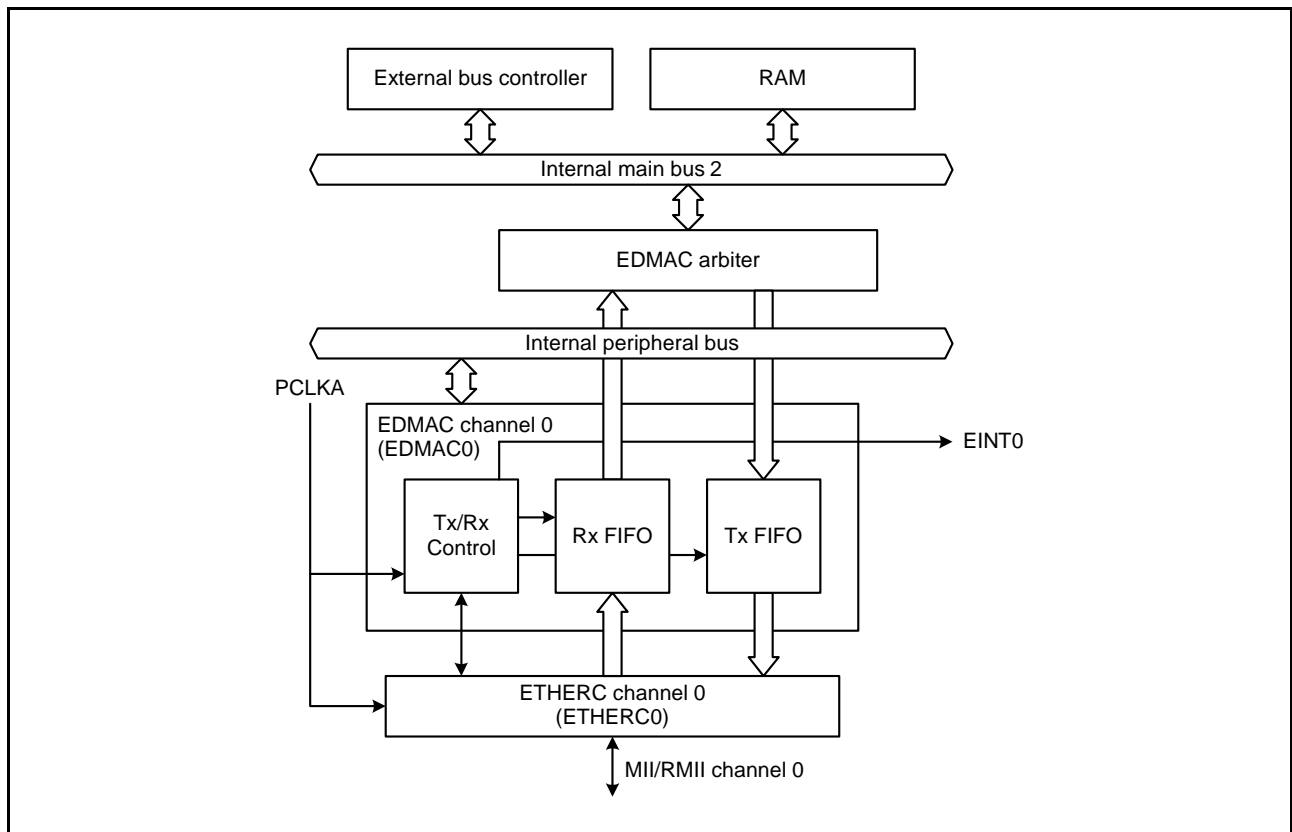 External bus controller
RAM
Internal main bus 2
EDMAC arbiter
Internal peripheral bus
PCLKA
EDMAC channel 0
(EDMAC0)
EINT0
Tx/Rx
Control
Rx FIFO
Tx FIFO
ETHERC channel 0
(ETHERC0)
MII/RMII channel 0